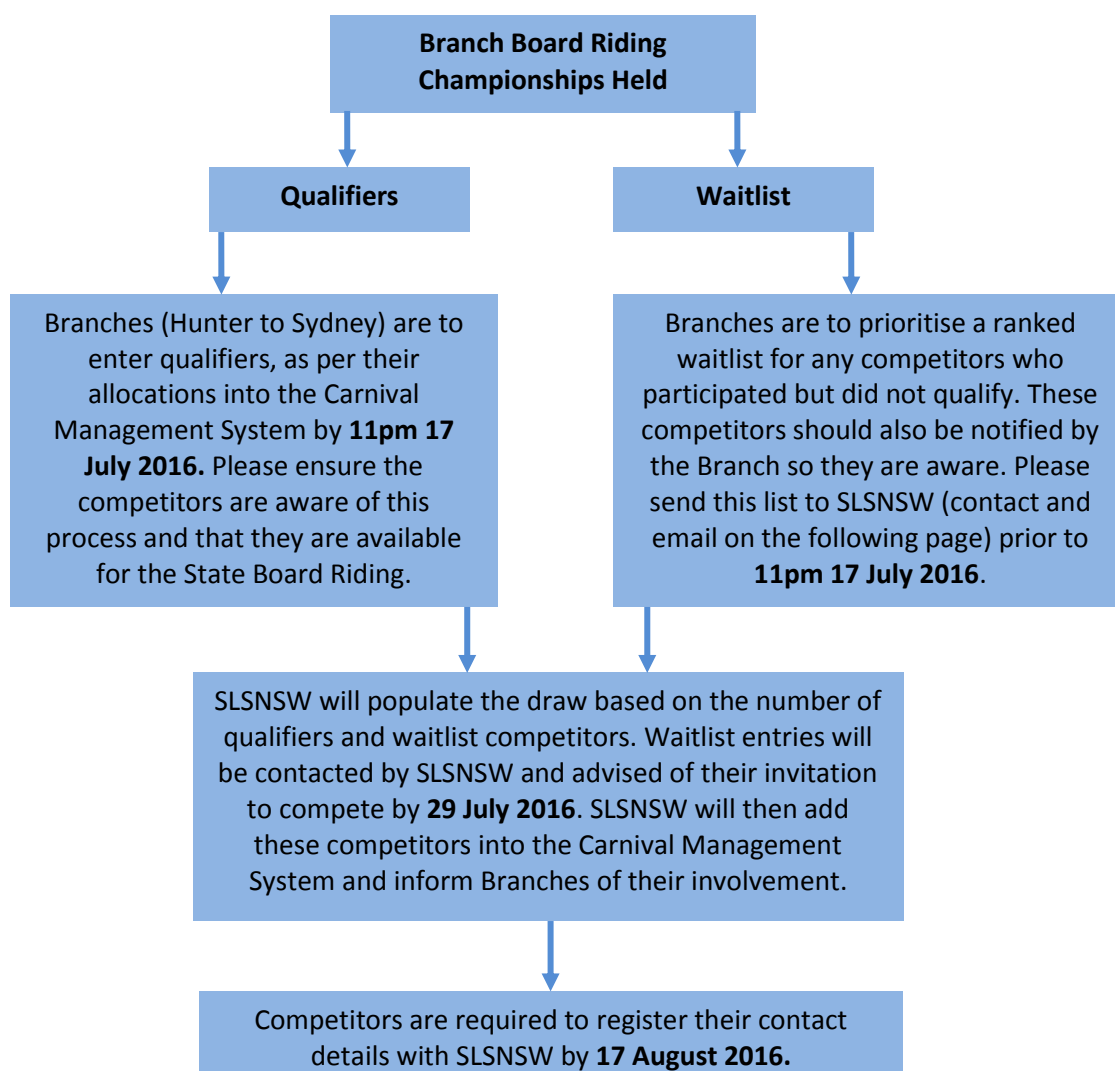 Branch Board Riding
Championships Held
Qualifiers
Waitlist
Branches (Hunter to Sydney) are to
enter qualifiers, as per their
allocations into the Carnival
Management System by 11pm 17
July 2016. Please ensure the
competitors are aware of this
process and that they are available
for the State Board Riding.
Branches are to prioritise a ranked
waitlist for any competitors who
participated but did not qualify. These
competitors should also be notified by
the Branch so they are aware. Please
send this list to SLSNSW (contact and
email on the following page) prior to
11pm 17 July 2016.
SLSNSW will populate the draw based on the number of
qualifiers and waitlist competitors. Waitlist entries will
be contacted by SLSNSW and advised of their invitation
to compete by 29 July 2016. SLSNSW will then add
these competitors into the Carnival Management
System and inform Branches of their involvement.
Competitors are required to register their contact
details with SLSNSW by 17 August 2016.